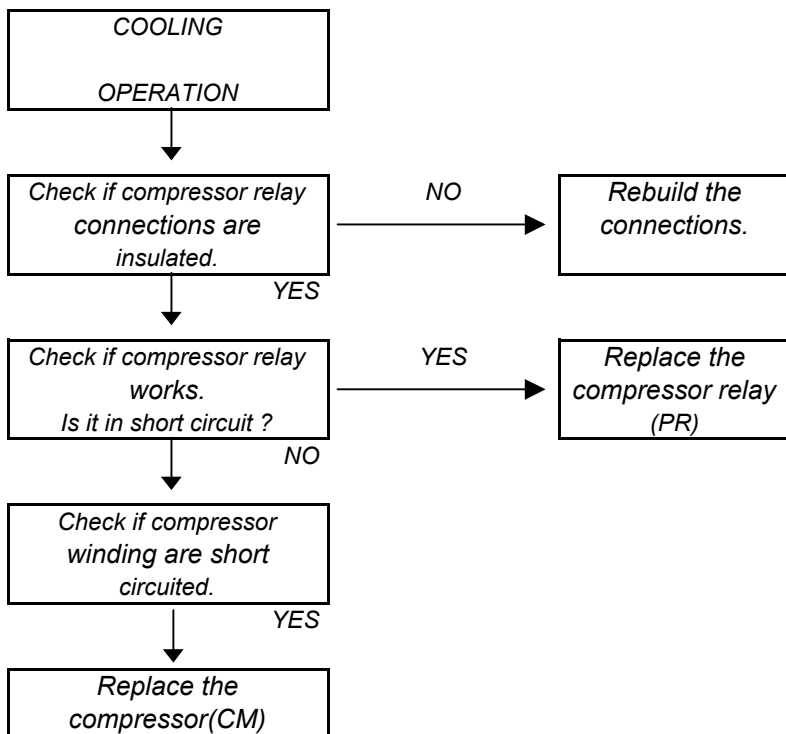 COOLING
OPERATION
Check if compressor relay
connections are
insulated.
NO
Rebuild the
connections.
YES
Check if compressor relay
works.
Is it in short circuit ?
YES
Replace the
compressor relay
(PR)
NO
Check if compressor
winding are short
circuited.
YES
Replace the
compressor(CM)